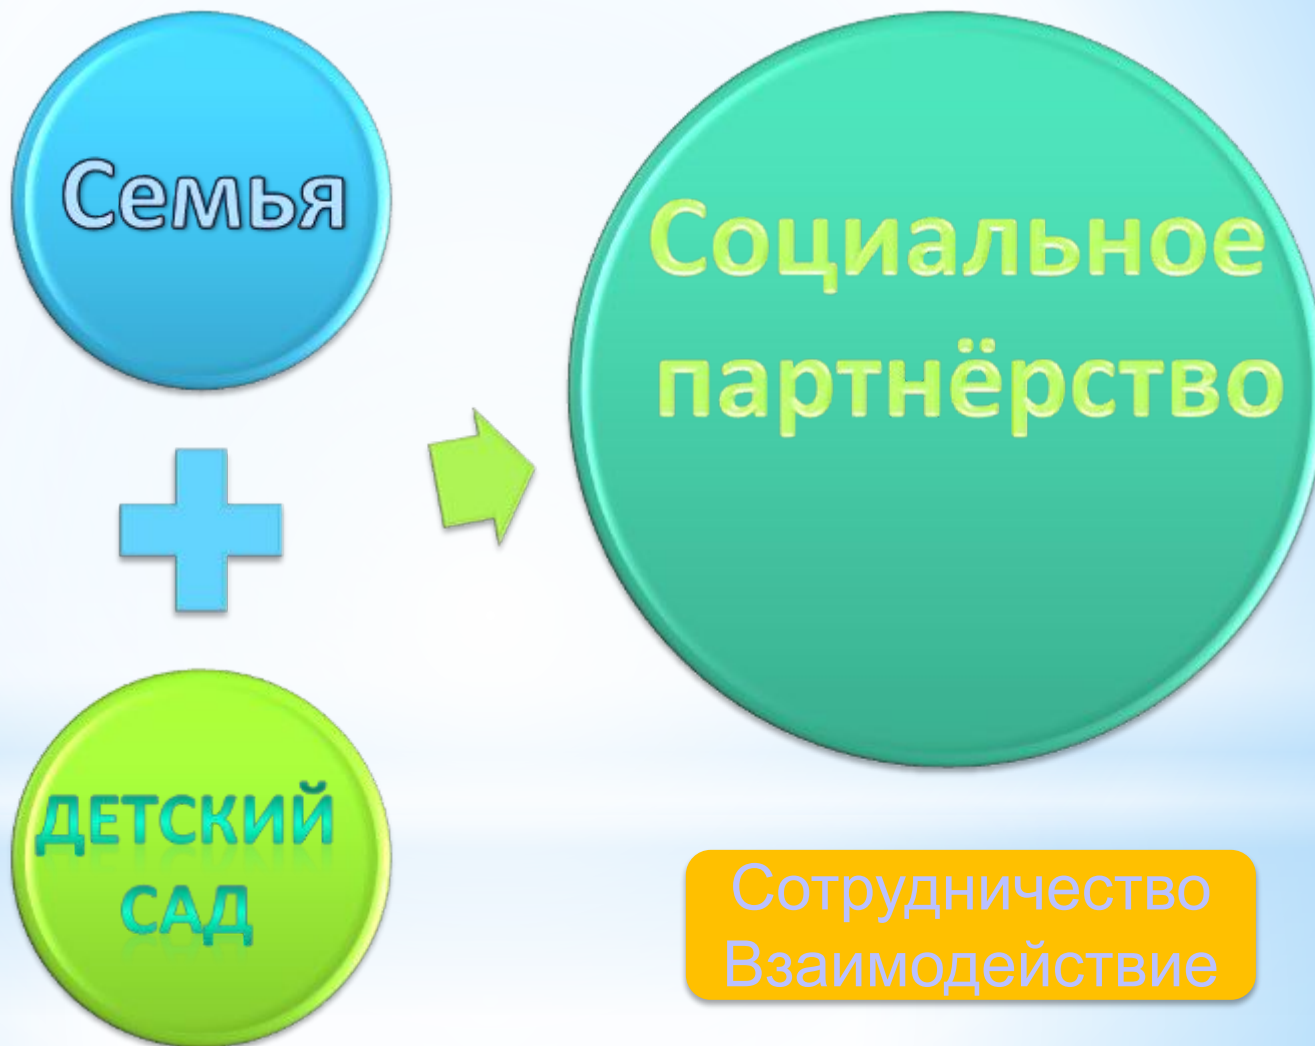 Семья
ДЕТСКИЙ
САД
Социальное
партнёрство
Сотрудничество
Взаимодействие